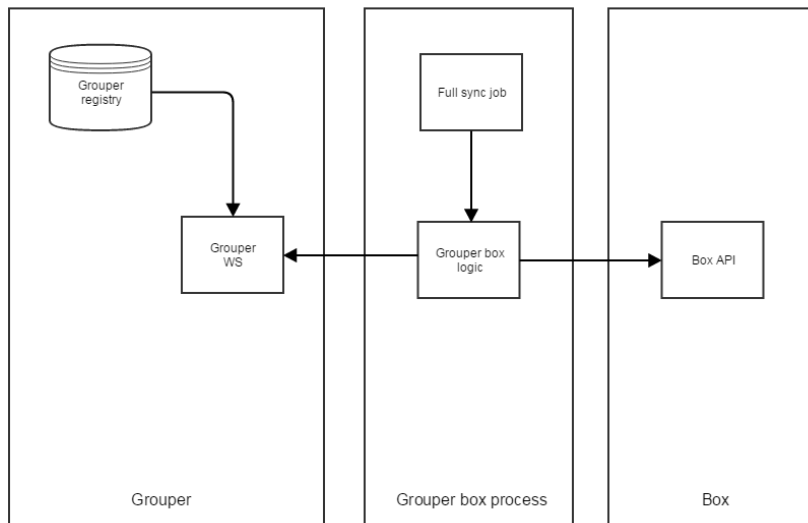 Grouper
registry
Full sync job
Grouper
WS
Grouper box
logic
Box API
Grouper
Grouper box process
Box